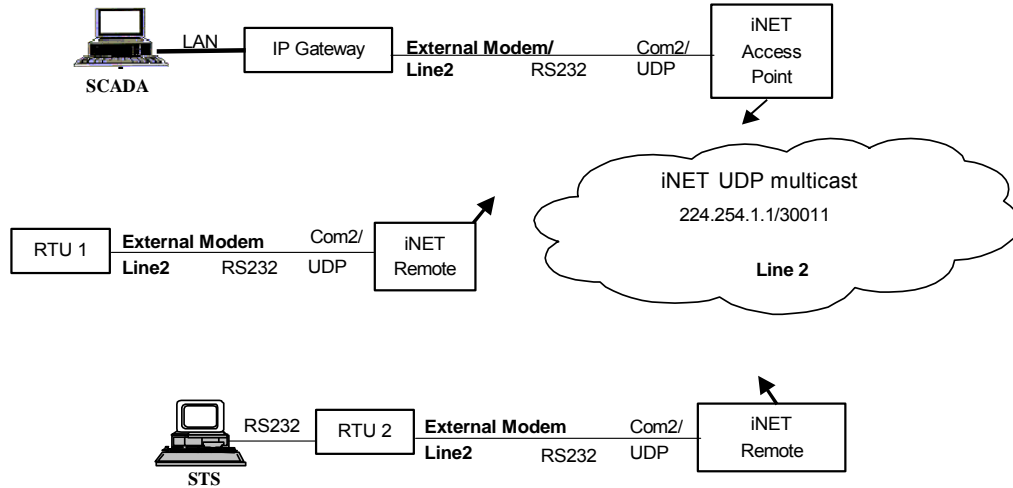 iNET
Access
Point
LAN
IP Gateway
External Modem/
Line2 RS232
Com2/
UDP
SCADA
iNET UDP multicast
224.254.1.1/30011
Line 2
RTU 1
External Modem
Line2 RS232
Com2/
UDP
iNET
Remote
RS232
RTU 2
External Modem
Line2 RS232
Com2/
UDP
iNET
Remote
STS